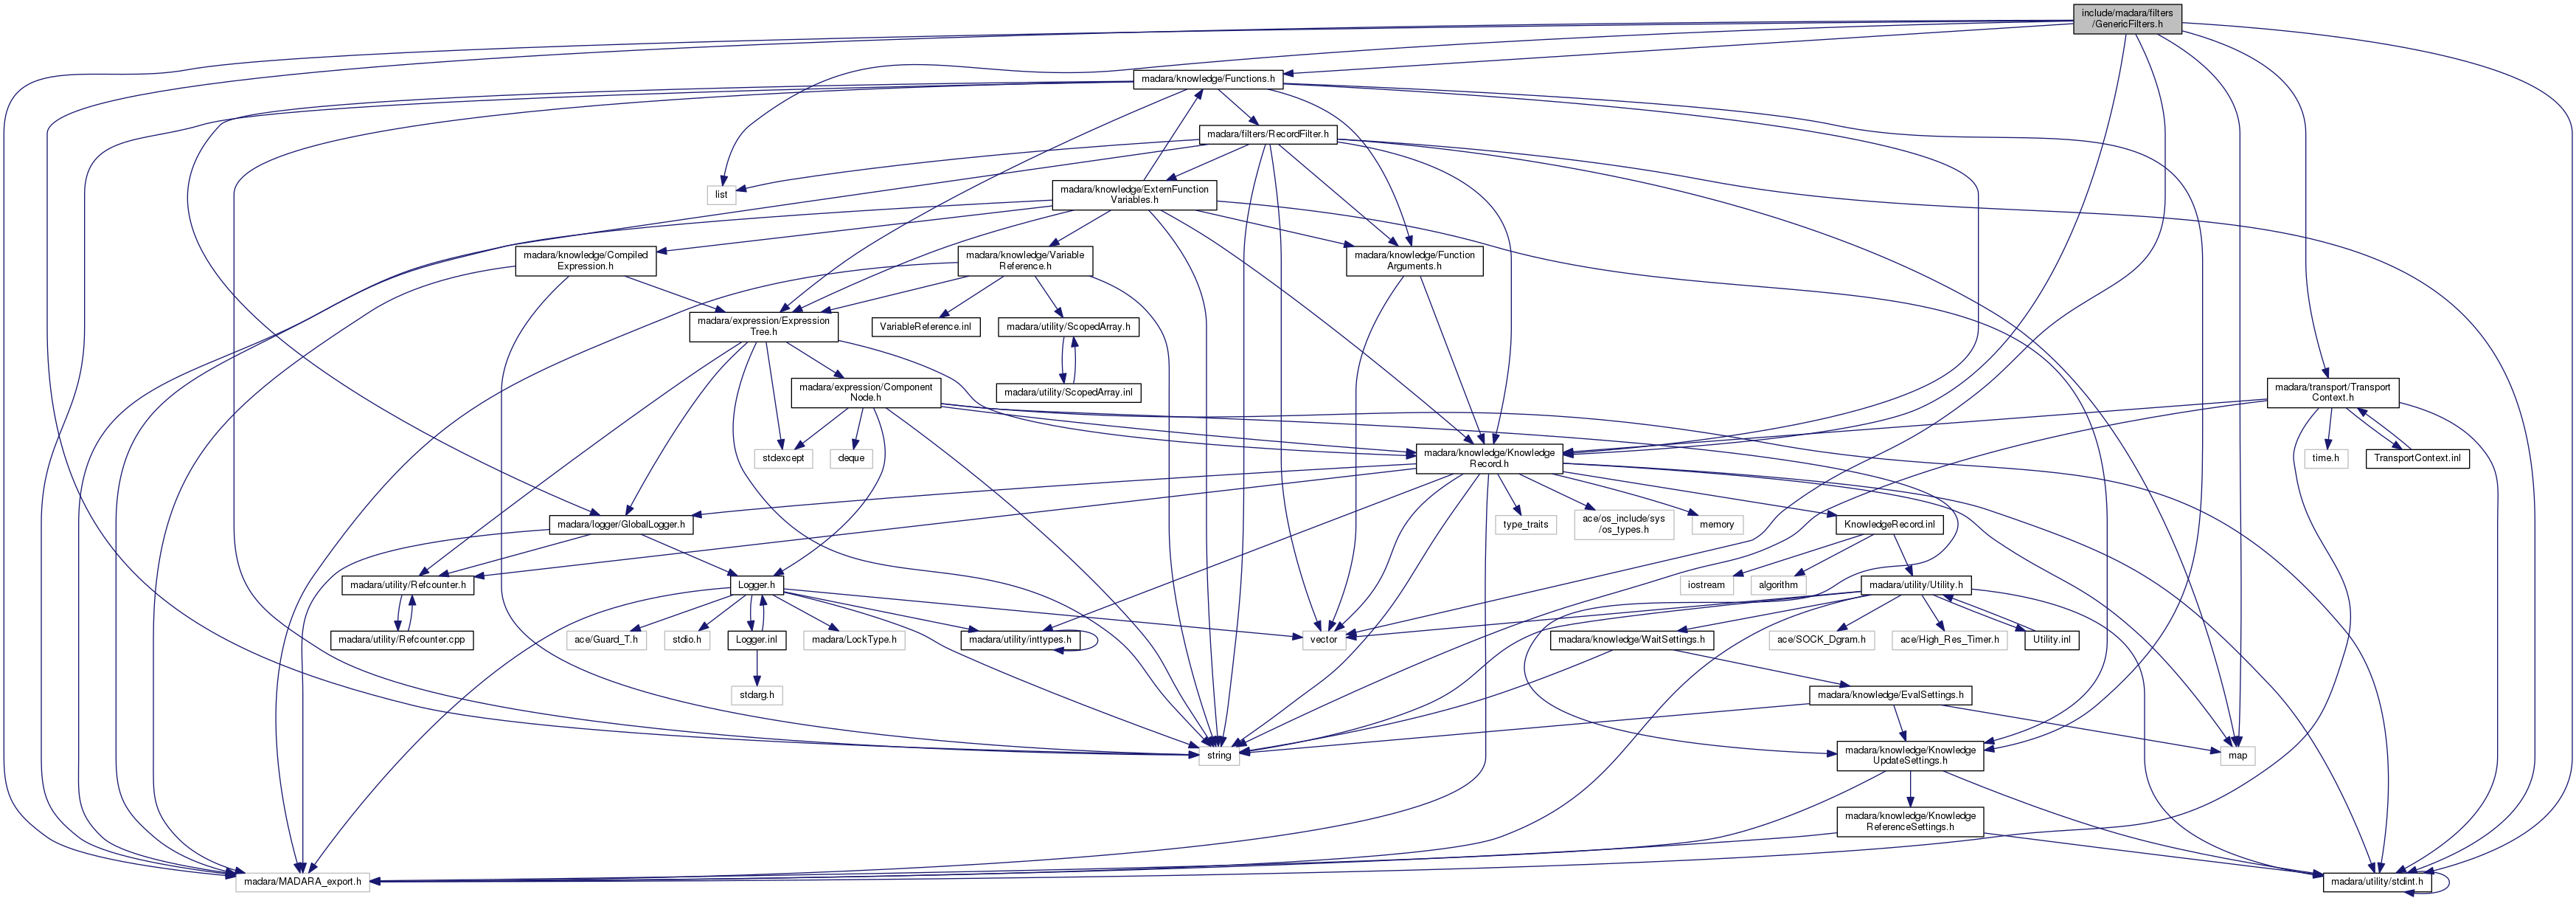 include/madara/filters
/GenericFilters.h
madara/knowledge/Functions.h
madara/filters/RecordFilter.h
list
madara/knowledge/ExternFunction
Variables.h
madara/knowledge/Compiled
Expression.h
madara/knowledge/Variable
Reference.h
madara/knowledge/Function
Arguments.h
madara/expression/Expression
Tree.h
VariableReference.inl
madara/utility/ScopedArray.h
madara/expression/Component
Node.h
madara/utility/ScopedArray.inl
madara/transport/Transport
Context.h
stdexcept
deque
madara/knowledge/Knowledge
Record.h
time.h
TransportContext.inl
madara/logger/GlobalLogger.h
type_traits
ace/os_include/sys
/os_types.h
memory
KnowledgeRecord.inl
madara/utility/Refcounter.h
Logger.h
iostream
algorithm
madara/utility/Utility.h
madara/utility/Refcounter.cpp
ace/Guard_T.h
stdio.h
Logger.inl
madara/LockType.h
madara/utility/inttypes.h
vector
madara/knowledge/WaitSettings.h
ace/SOCK_Dgram.h
ace/High_Res_Timer.h
Utility.inl
stdarg.h
madara/knowledge/EvalSettings.h
string
madara/knowledge/Knowledge
UpdateSettings.h
map
madara/knowledge/Knowledge
ReferenceSettings.h
madara/MADARA_export.h
madara/utility/stdint.h